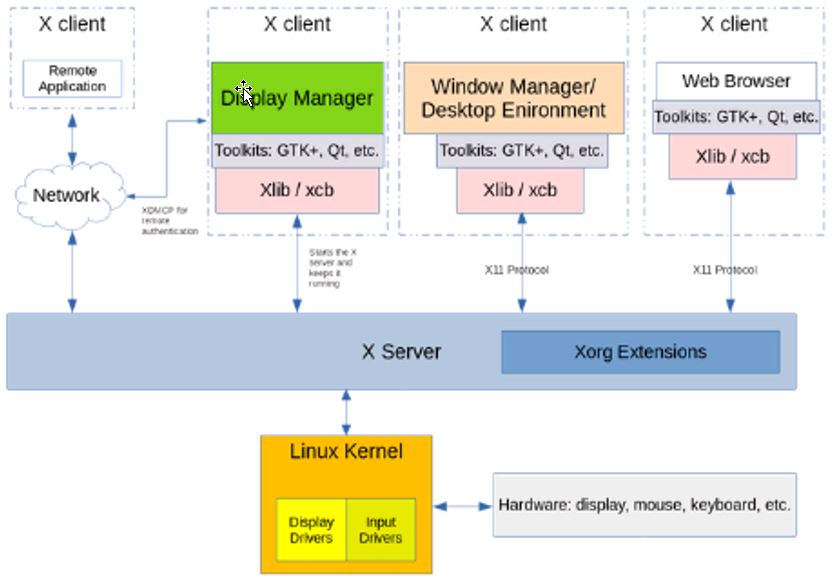 X client
X client
X client
X client
Remote
Application
Display Manager
Window Manager/
Desktop Enironment
Web Browser
Toolkits: GTK+, Qt, etc.
Toolkits: GTK+, Qt, etc.
Toolkits: GTK+, Qt, etc.
Xlib / xcb
Xlib / xcb
Xlib / xcb
Network
XDMCP for
remote
authentication
Starts the X
server and
keeps it
running
X11 Protocol
X11 Protocol
X Server
Xorg Extensions
Linux Kernel
Display
Drivers
Input
Drivers
Hardware: display, mouse, keyboard, etc.